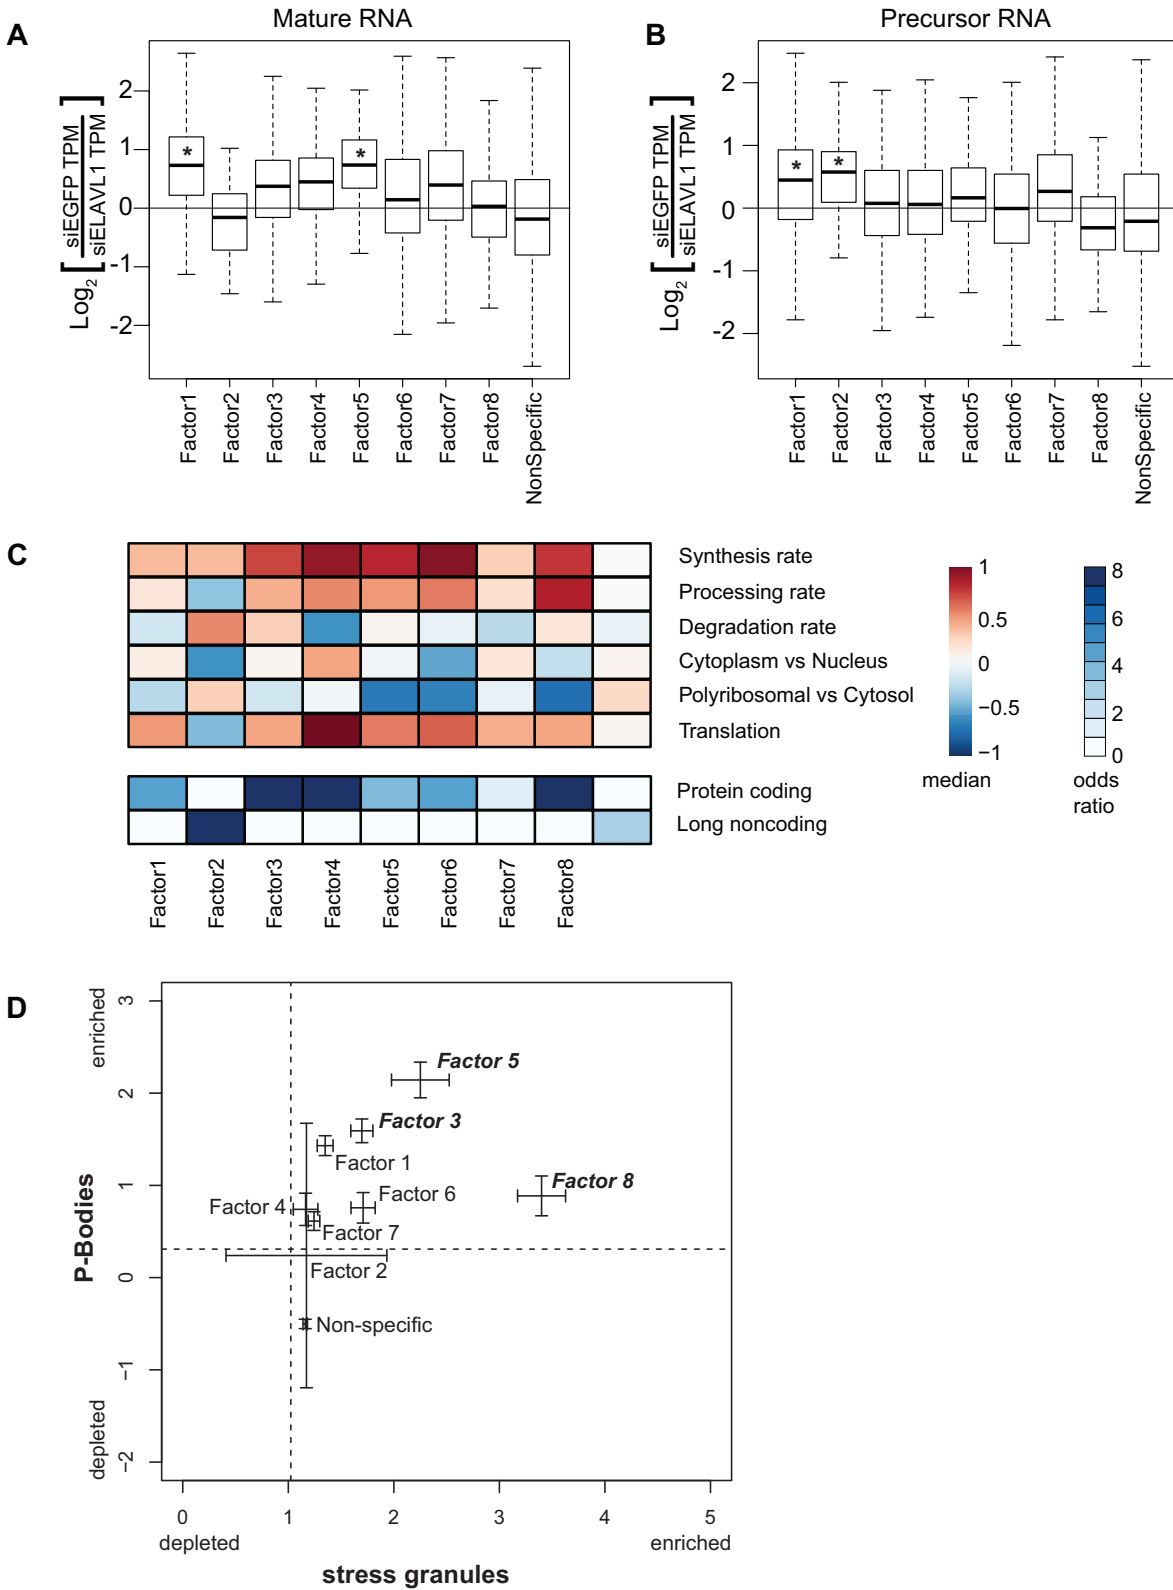 A
Mature RNA
Log2 [ siEGFP TPM / siELAVL1 TPM ]
2
1
0
-1
-2
*
*
Factor1
Factor2
Factor3
Factor4
Factor5
Factor6
Factor7
Factor8
NonSpecific
B
Precursor RNA
Log2 [ siEGFP TPM / siELAVL1 TPM ]
2
1
0
-1
-2
*
*
Factor1
Factor2
Factor3
Factor4
Factor5
Factor6
Factor7
Factor8
NonSpecific
C
Synthesis rate
Processing rate
Degradation rate
Cytoplasm vs Nucleus
Polyribosomal vs Cytosol
Translation
Protein coding
Long noncoding
Factor1
Factor2
Factor3
Factor4
Factor5
Factor6
Factor7
Factor8
1
0.5
0
−0.5
−1
median
8
6
4
2
0
odds
ratio
D
P-Bodies
enriched
depleted
3
2
1
0
−1
−2
Factor 5
Factor 3
Factor 1
Factor 8
Factor 6
Factor 4
Factor 7
Factor 2
Non-specific
0
1
2
3
4
5
depleted
enriched
stress granules